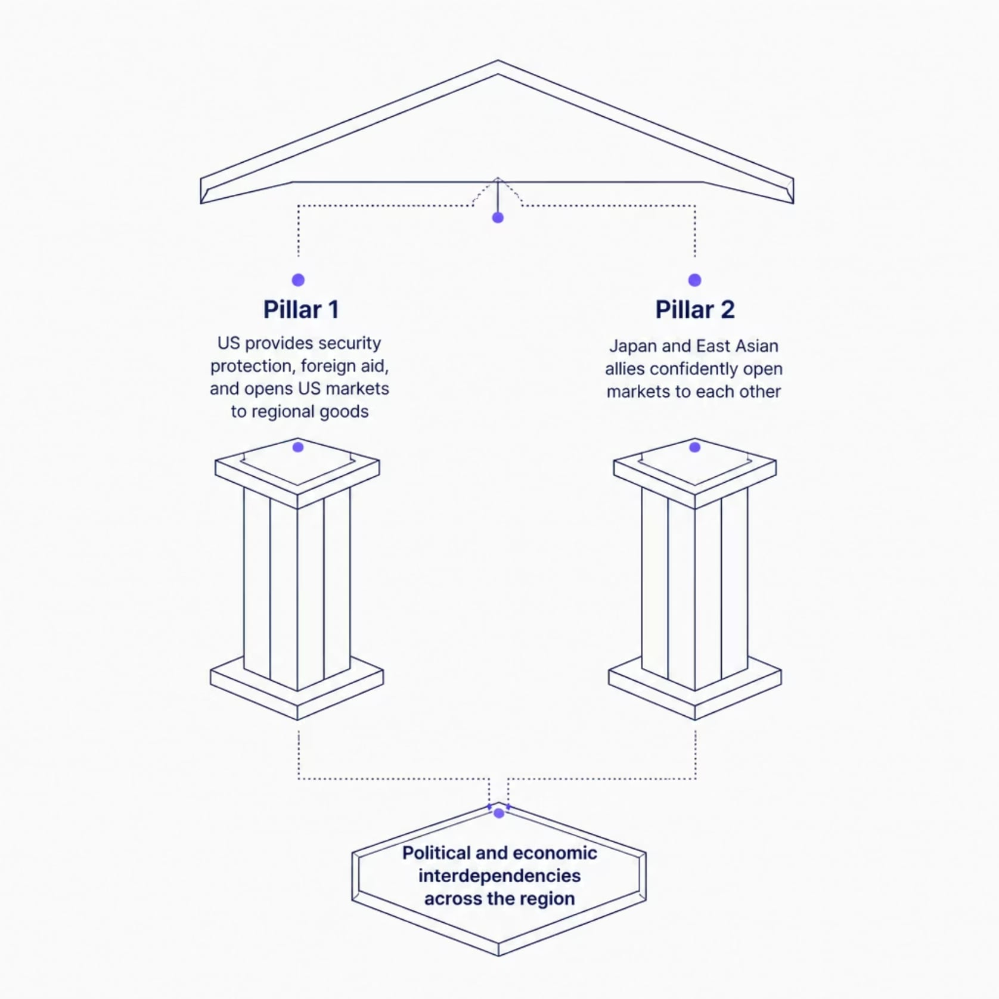 Pillar 1
US provides security
protection, foreign aid,
and opens US markets
to regional goods
Pillar 2
Japan and East Asian
allies confidently open
markets to each other
Political and economic
interdependencies
across the region